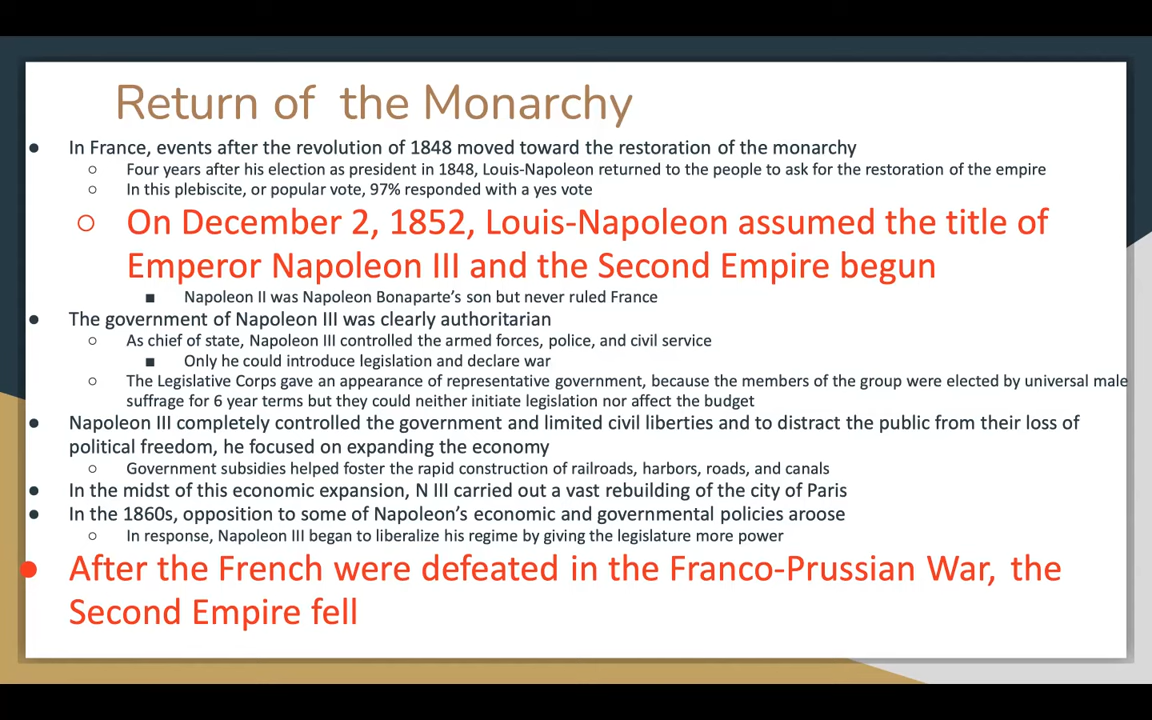 Return of the Monarchy
● In France, events after the revolution of 1848 moved toward the restoration of the monarchy
○ Four years after his election as president in 1848, Louis-Napoleon returned to the people to ask for the restoration of the empire
○ In this plebiscite, or popular vote, 97% responded with a yes vote
○ On December 2, 1852, Louis-Napoleon assumed the title of
Emperor Napoleon III and the Second Empire begun
■ Napoleon II was Napoleon Bonaparte’s son but never ruled France
● The government of Napoleon III was clearly authoritarian
○ As chief of state, Napoleon III controlled the armed forces, police, and civil service
■ Only he could introduce legislation and declare war
○ The Legislative Corps gave an appearance of representative government, because the members of the group were elected by universal male
suffrage for 6 year terms but they could neither initiate legislation nor affect the budget
● Napoleon III completely controlled the government and limited civil liberties and to distract the public from their loss of
political freedom, he focused on expanding the economy
○ Government subsidies helped foster the rapid construction of railroads, harbors, roads, and canals
● In the midst of this economic expansion, N III carried out a vast rebuilding of the city of Paris
● In the 1860s, opposition to some of Napoleon’s economic and governmental policies aroose
○ In response, Napoleon III began to liberalize his regime by giving the legislature more power
● After the French were defeated in the Franco-Prussian War, the
Second Empire fell